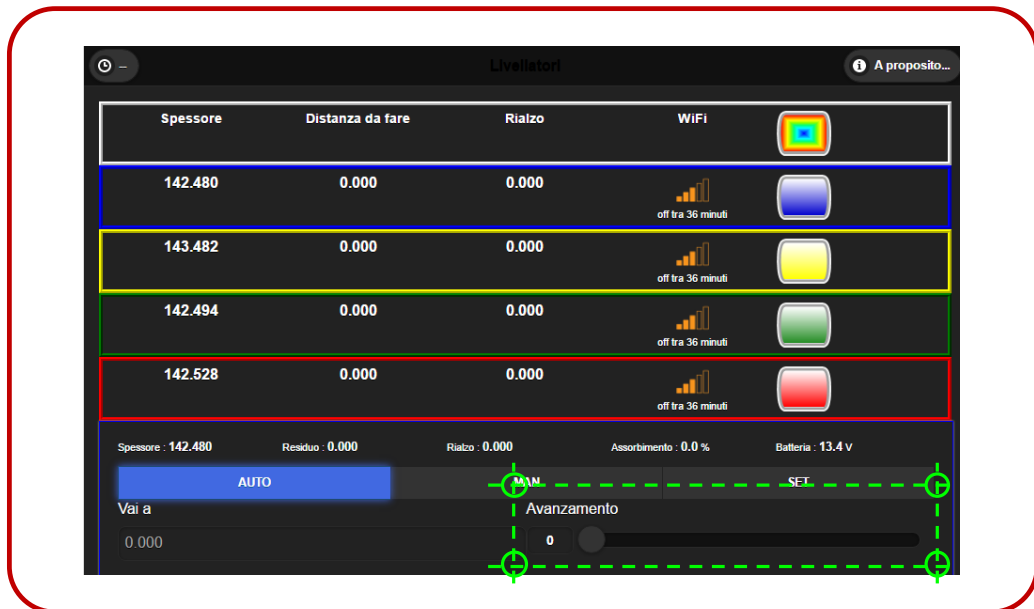 – Livellatori A proposito...
Spessore Distanza da fare Rialzo WiFi
142.480 0.000 0.000
off tra 36 minuti
143.482 0.000 0.000
off tra 36 minuti
142.494 0.000 0.000
off tra 36 minuti
142.528 0.000 0.000
off tra 36 minuti
Spessore : 142.480 Residuo : 0.000 Rialzo : 0.000 Assorbimento : 0.0 % Batteria : 13.4 V
AUTO MAN SET
Vai a Avanzamento
0.000 0